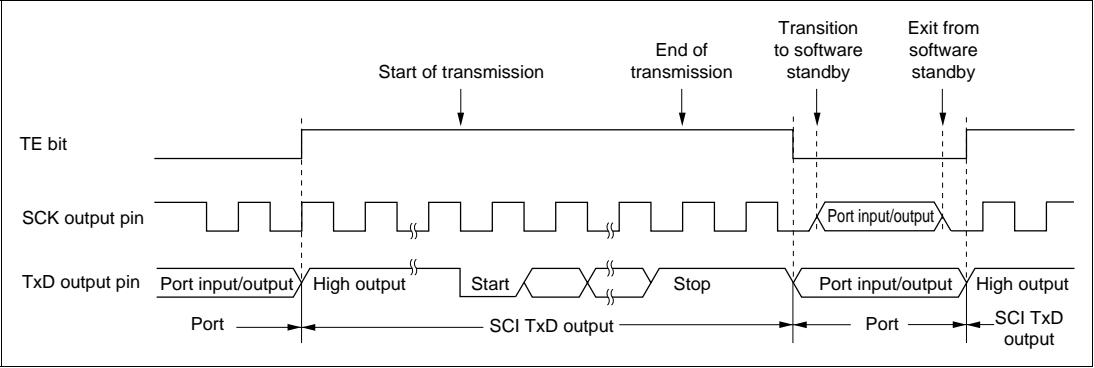 Start of transmission
End of
transmission
Transition
to software
standby
Exit from
software
standby
TE bit
SCK output pin
Port input/output
TxD output pin
Port input/output
High output
Start
Stop
Port input/output
High output
Port
SCI TxD output
Port
SCI TxD
output